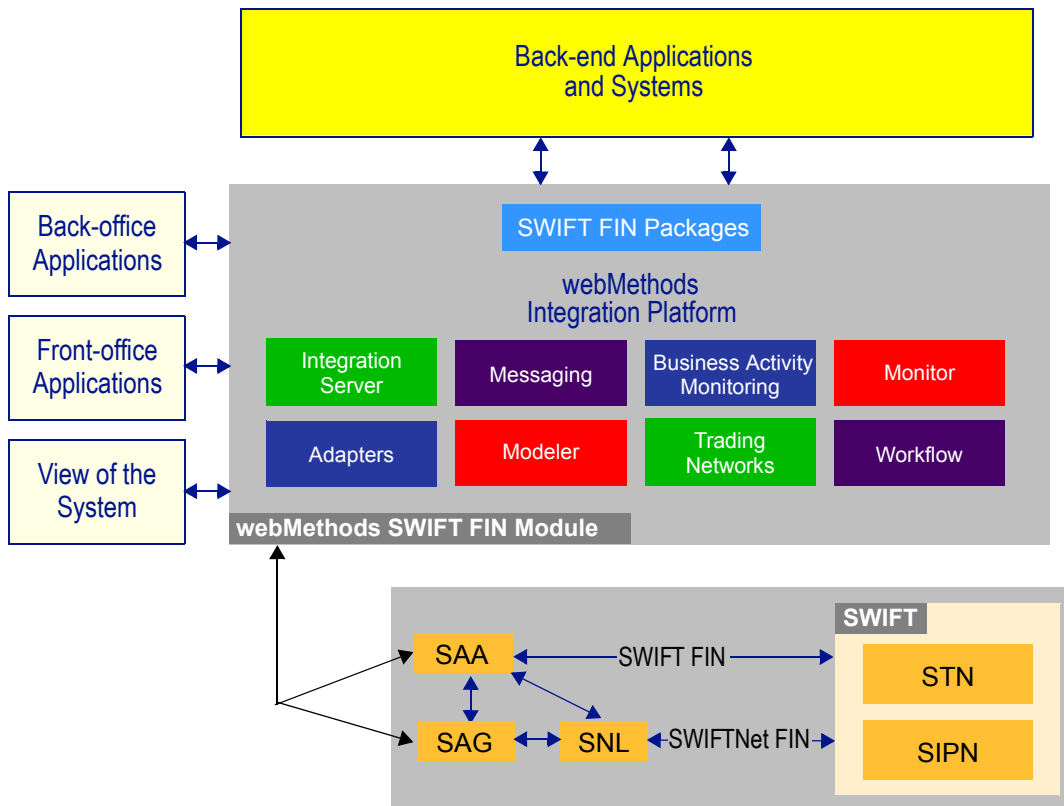 Back-end Applications
and Systems
Back-office
Applications
Front-office
Applications
View of the
System
SWIFT FIN Packages
webMethods
Integration Platform
Integration
Server
Messaging
Business Activity
Monitoring
Monitor
Adapters
Modeler
Trading
Networks
Workflow
webMethods SWIFT FIN Module
SWIFT
SAA
SWIFT FIN
STN
SAG
SNL
SWIFTNet FIN
SIPN